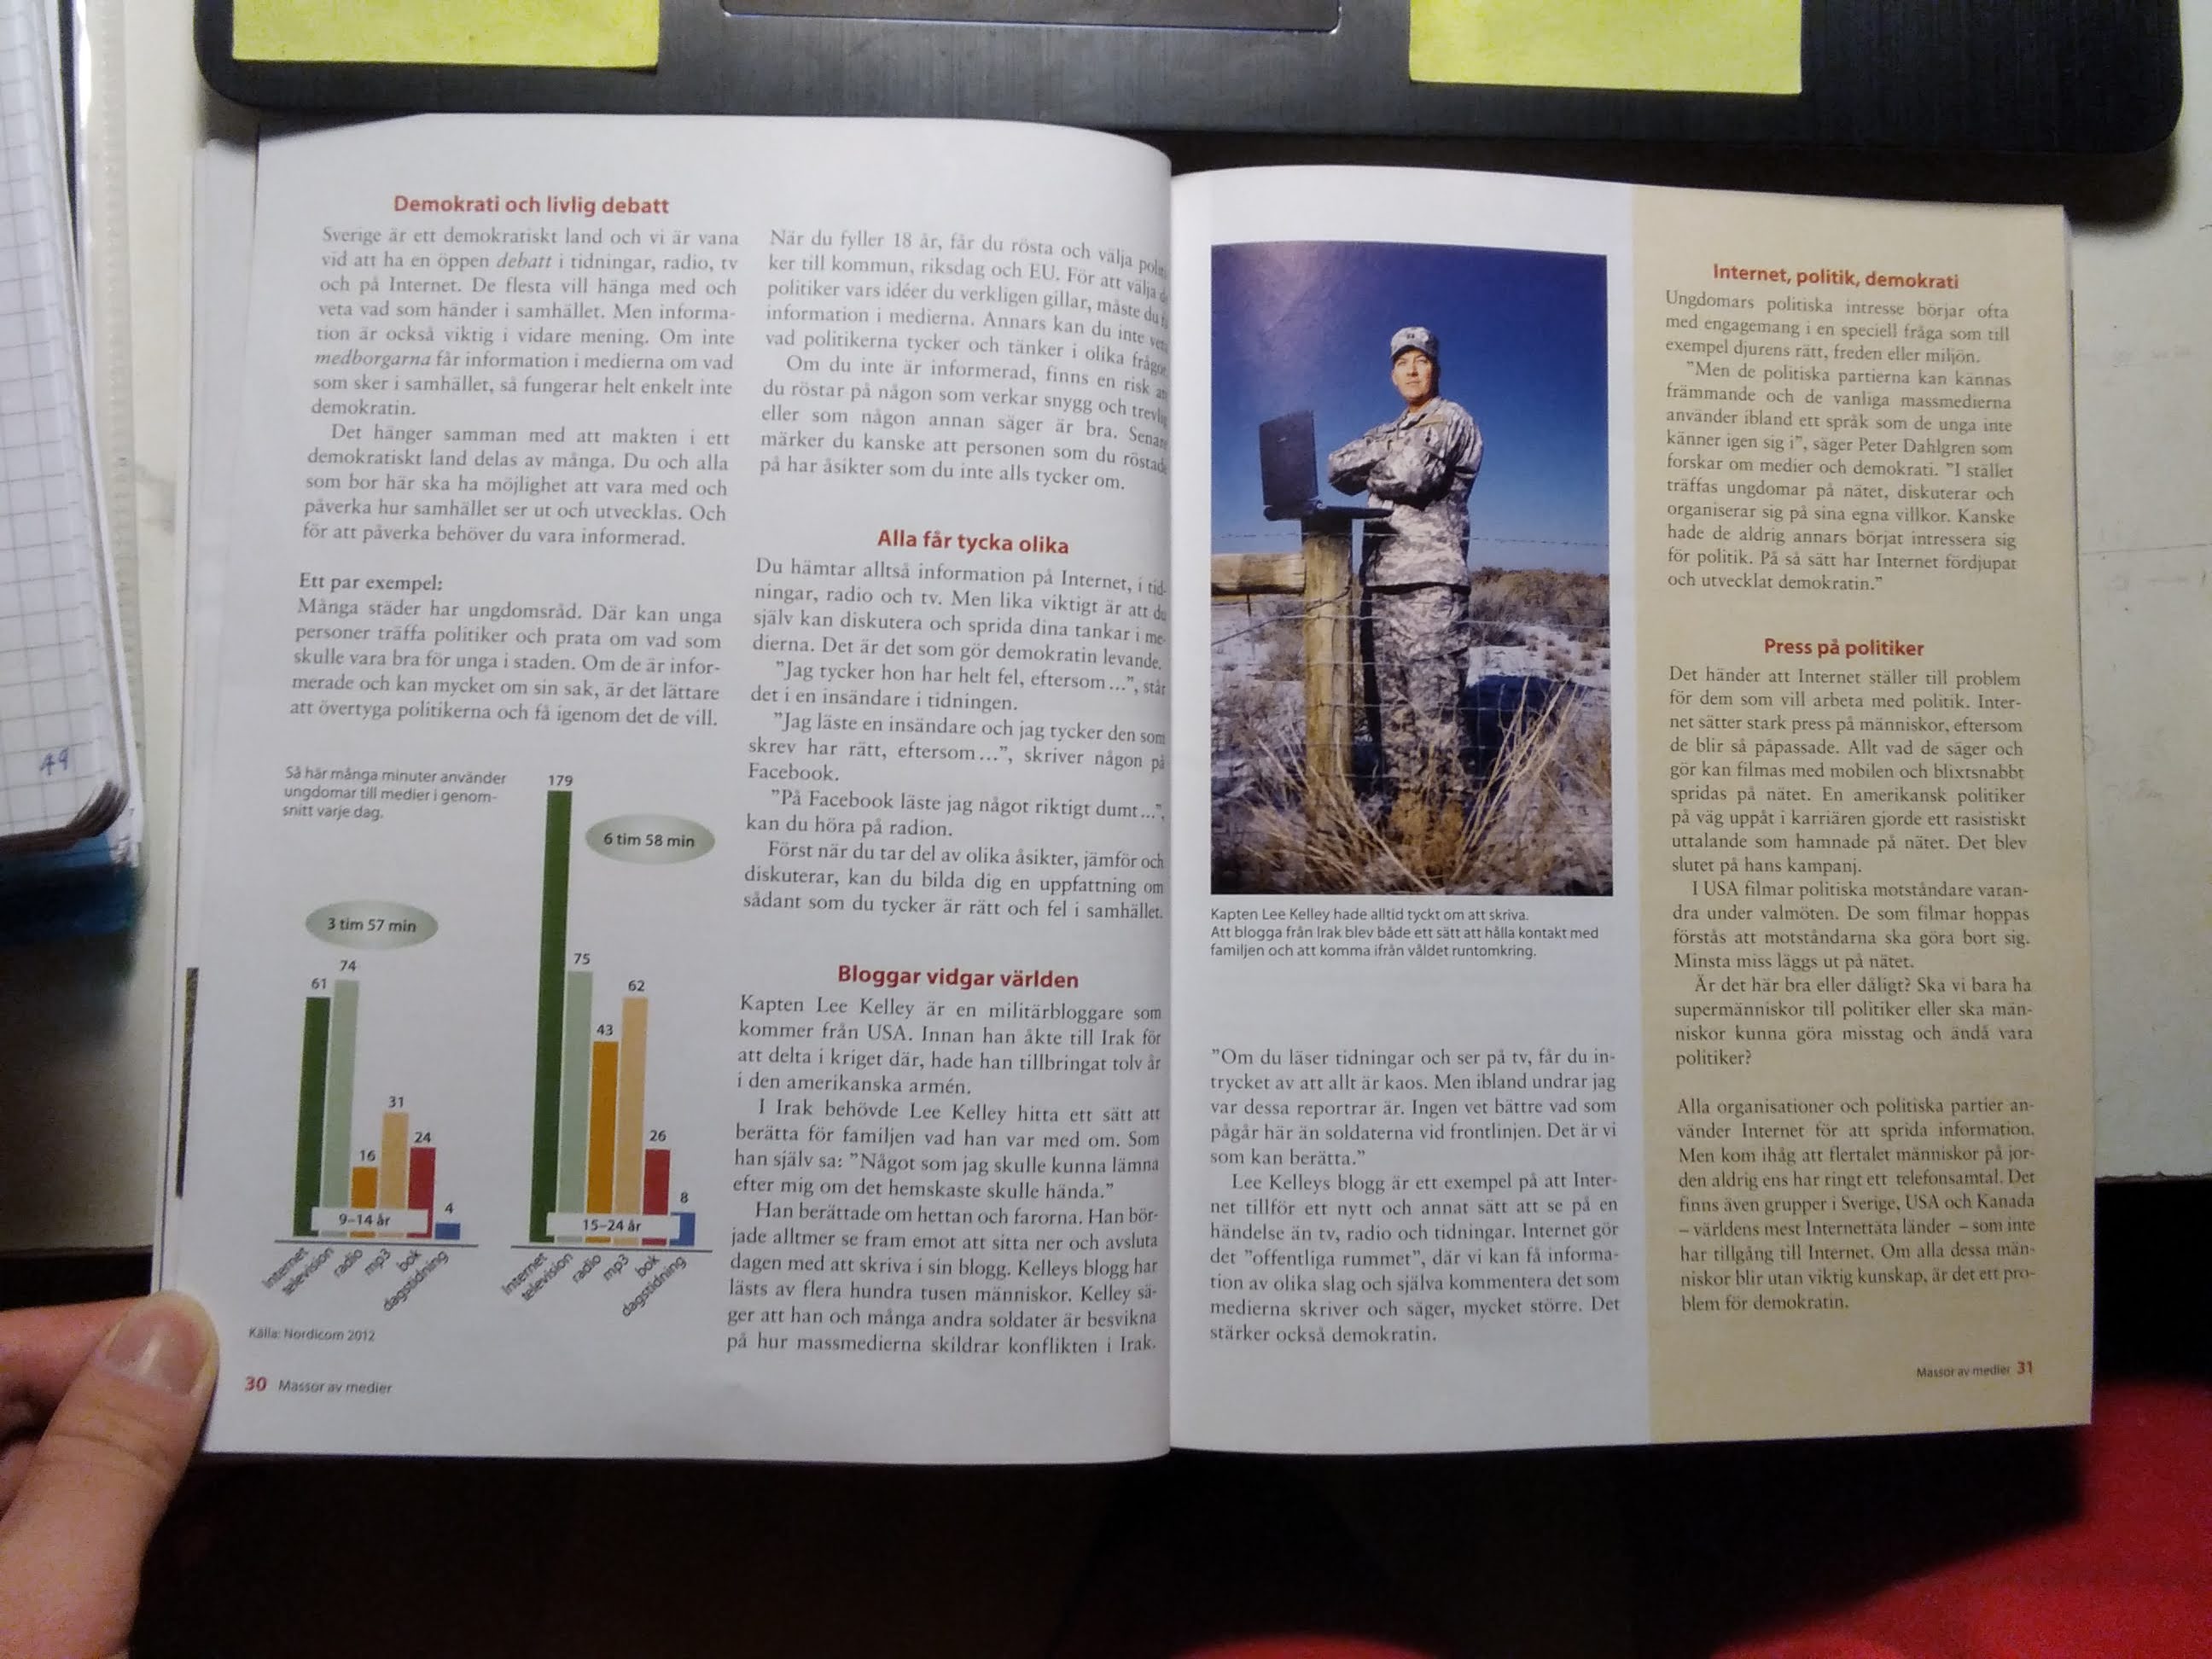 Demokrati och livlig debatt
Sverige är ett demokratiskt land och vi är vana
vid att ha en öppen debatt i tidningar, radio, tv
och på Internet. De flesta vill hänga med och
veta vad som händer i samhället. Men informa-
tion är också viktig i vidare mening. Om inte
medborgarna får information i medierna om vad
som sker i samhället, så fungerar helt enkelt inte
demokratin.
Det hänger samman med att makten i ett
demokratiskt land delas av många. Du och alla
som bor här ska ha möjlighet att vara med och
påverka hur samhället ser ut och utvecklas. Och
för att påverka behöver du vara informerad.
Ett par exempel:
Många städer har ungdomsråd. Där kan unga
personer träffa politiker och prata om vad som
skulle vara bra för unga i staden. Om de är infor-
merade och kan mycket om sin sak, är det lättare
att övertyga politikerna och få igenom det de vill.
Så här många minuter använder
ungdomar till medier i genom-
snitt varje dag.
3 tim 57 min
61
74
16
31
24
4
9–14 år
Internet
television
radio
mp3
bok
dagstidning
6 tim 58 min
179
75
43
62
26
8
15–24 år
Internet
television
radio
mp3
bok
dagstidning
Källa: Nordicom 2012
30 Massor av medier
När du fyller 18 år, får du rösta och välja
ker till kommun, riksdag och EU. För att välja
politiker vars idéer du verkligen gillar, måste du
information i medierna. Annars kan du inte
vad politikerna tycker och tänker i olika frågor.
Om du inte är informerad, finns en risk att
du röstar på någon som verkar snygg och trevlig
eller som någon annan säger är bra. Senare
märker du kanske att personen som du röstade
på har åsikter som du inte alls tycker om.
Alla får tycka olika
Du hämtar alltså information på Internet, i tid-
ningar, radio och tv. Men lika viktigt är att du
själv kan diskutera och sprida dina tankar i me-
dierna. Det är det som gör demokratin levande.
"Jag tycker hon har helt fel, eftersom ...", står
det i en insändare i tidningen.
"Jag läste en insändare och jag tycker den som
skrev har rätt, eftersom ...", skriver någon på
Facebook.
"På Facebook läste jag något riktigt dumt ...",
kan du höra på radion.
Först när du tar del av olika åsikter, jämför och
diskuterar, kan du bilda dig en uppfattning om
sådant som du tycker är rätt och fel i samhället.
Bloggar vidgar världen
Kapten Lee Kelley är en militärbloggare som
kommer från USA. Innan han åkte till Irak för
att delta i kriget där, hade han tillbringat tolv år
i den amerikanska armén.
I Irak behövde Lee Kelley hitta ett sätt att
berätta för familjen vad han var med om. Som
han själv sa: "Något som jag skulle kunna lämna
efter mig om det hemskaste skulle hända."
Han berättade om hettan och farorna. Han bör-
jade alltmer se fram emot att sitta ner och avsluta
dagen med att skriva i sin blogg. Kelleys blogg har
lästs av flera hundra tusen människor. Kelley sä-
ger att han och många andra soldater är besvikna
på hur massmedierna skildrar konflikten i Irak.
Kapten Lee Kelley hade alltid tyckt om att skriva.
Att blogga från Irak blev både ett sätt att hålla kontakt med
familjen och att komma ifrån våldet runtomkring.
"Om du läser tidningar och ser på tv, får du in-
trycket av att allt är kaos. Men ibland undrar jag
var dessa reportrar är. Ingen vet bättre vad som
pågår här än soldaterna vid frontlinjen. Det är vi
som kan berätta."
Lee Kelleys blogg är ett exempel på att Inter-
net tillför ett nytt och annat sätt att se på en
händelse än tv, radio och tidningar. Internet gör
det "offentliga rummet", där vi kan få informa-
tion av olika slag och själva kommentera det som
medierna skriver och säger, mycket större. Det
stärker också demokratin.
Internet, politik, demokrati
Ungdomars politiska intresse börjar ofta
med engagemang i en speciell fråga som till
exempel djurens rätt, freden eller miljön.
"Men de politiska partierna kan kännas
främmande och de vanliga massmedierna
använder ibland ett språk som de unga inte
känner igen sig i", säger Peter Dahlgren som
forskar om medier och demokrati. "I stället
träffas ungdomar på nätet, diskuterar och
organiserar sig på sina egna villkor. Kanske
hade de aldrig annars börjat intressera sig
för politik. På så sätt har Internet fördjupat
och utvecklat demokratin."
Press på politiker
Det händer att Internet ställer till problem
för dem som vill arbeta med politik. Inter-
net sätter stark press på människor, eftersom
de blir så påpassade. Allt vad de säger och
gör kan filmas med mobilen och blixtsnabbt
spridas på nätet. En amerikansk politiker
på väg uppåt i karriären gjorde ett rasistiskt
uttalande som hamnade på nätet. Det blev
slutet på hans kampanj.
I USA filmar politiska motståndare varan-
dra under valmöten. De som filmar hoppas
förstås att motståndarna ska göra bort sig.
Minsta miss läggs ut på nätet.
Är det här bra eller dåligt? Ska vi bara ha
supermänniskor till politiker eller ska män-
niskor kunna göra misstag och ändå vara
politiker?
Alla organisationer och politiska partier an-
vänder Internet för att sprida information.
Men kom ihåg att flertalet människor på jor-
den aldrig ens har ringt ett telefonsamtal. Det
finns även grupper i Sverige, USA och Kanada
– världens mest Internettäta länder – som inte
har tillgång till Internet. Om alla dessa män-
niskor blir utan viktig kunskap, är det ett pro-
blem för demokratin.
Massor av medier 31